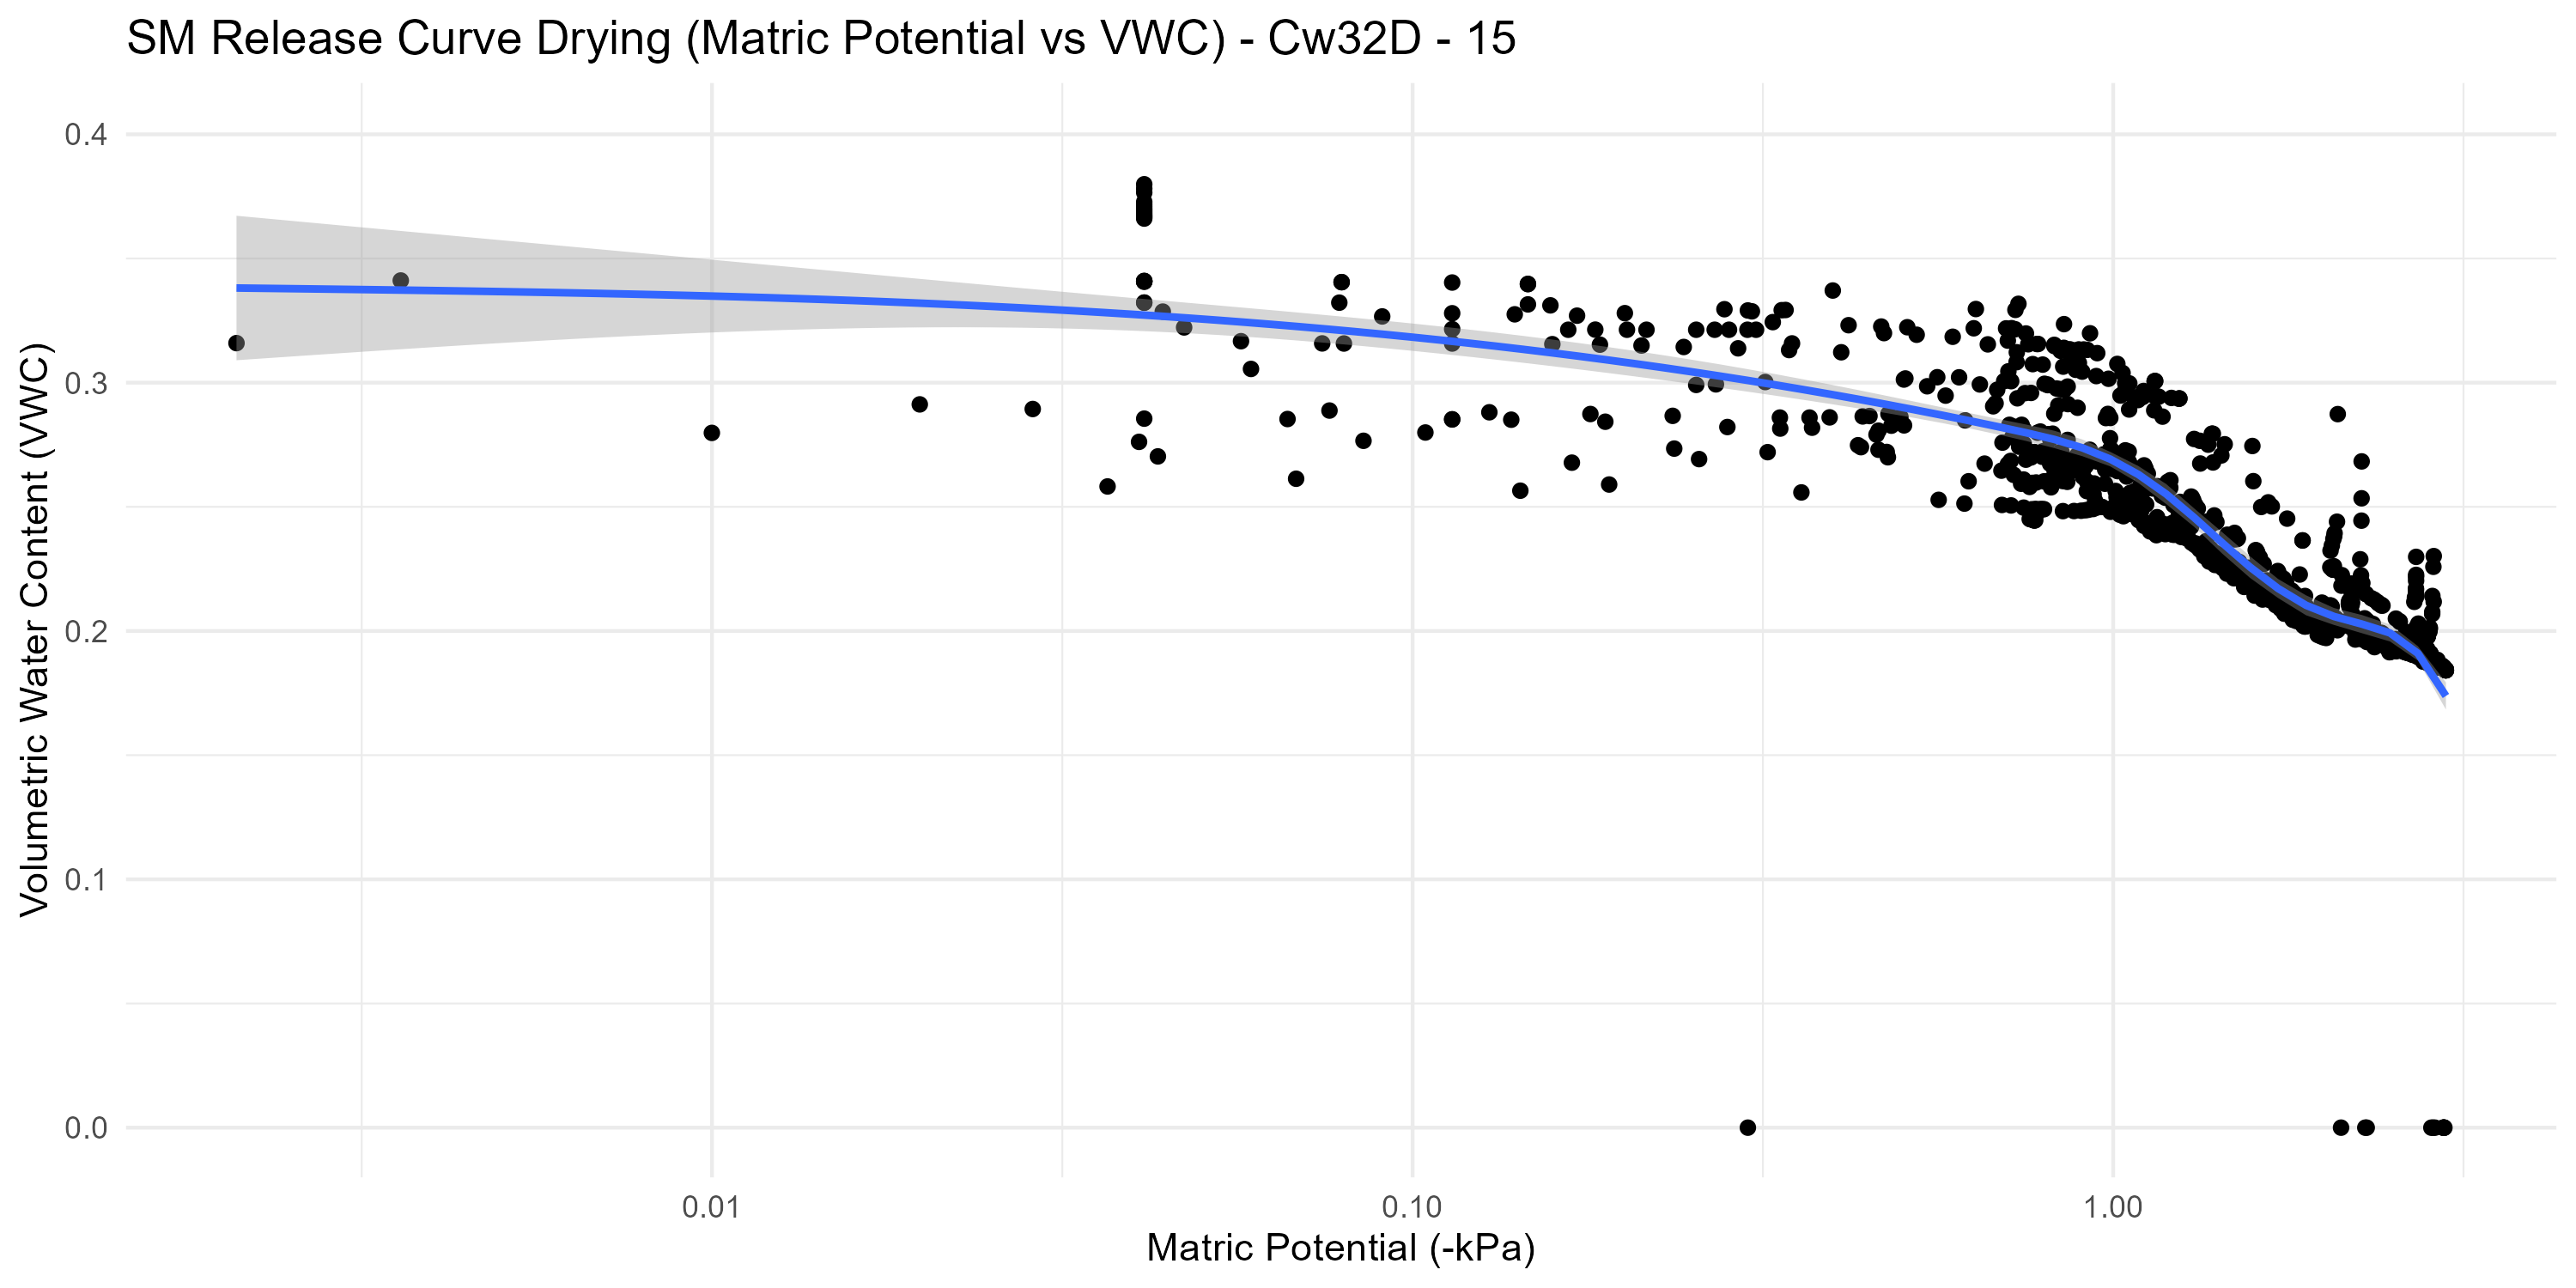 SM Release Curve Drying (Matric Potential vs VWC) - Cw32D - 15
Volumetric Water Content (VWC)
0.4
0.3
0.2
0.1
0.0
0.01
0.10
1.00
Matric Potential (-kPa)